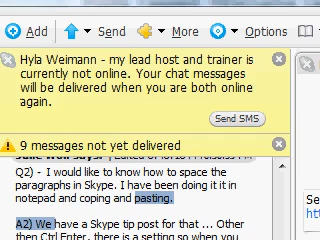 Add Send More Options
Hyla Weimann - my lead host and trainer is
currently not online. Your chat messages
will be delivered when you are both online
again.
Send SMS
9 messages not yet delivered
Q2) - I would like to know how to space the
paragraphs in Skype. I have been doing it it in
notepad and coping and pasting.
A2) We have a Skype tip post for that ... Other
then Ctrl Enter, there is a setting so when you
Se
http